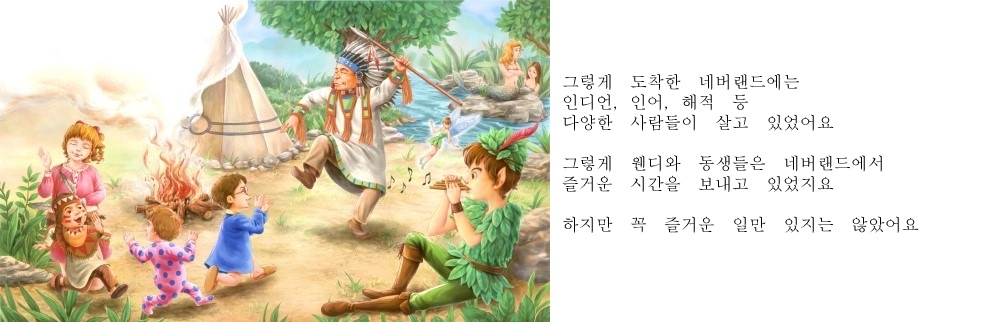 그렇게 도착한 네버랜드에는
인디언, 인어, 해적 등
다양한 사람들이 살고 있었어요
그렇게 웬디와 동생들은 네버랜드에서
즐거운 시간을 보내고 있었지요
하지만 꼭 즐거운 일만 있지는 않았어요